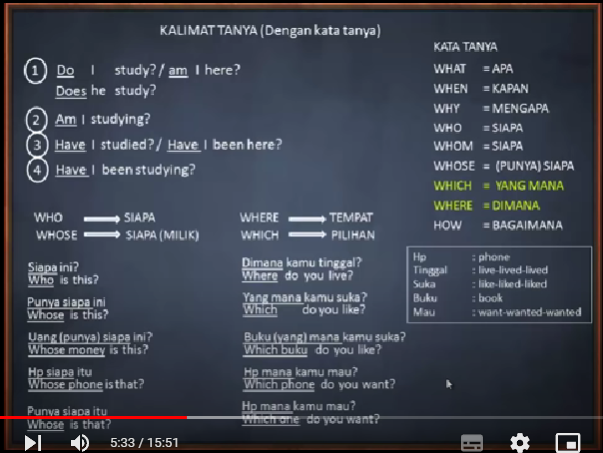 KALIMAT TANYA (Dengan kata tanya)
1 Do I study? / am I here?
Does he study?
2 Am I studying?
3 Have I studied? / Have I been here?
4 Have I been studying?
KATA TANYA
WHAT = APA
WHEN = KAPAN
WHY = MENGAPA
WHO = SIAPA
WHOM = SIAPA
WHOSE = (PUNYA) SIAPA
WHICH = YANG MANA
WHERE = DIMANA
HOW = BAGAIMANA
WHO SIAPA
WHOSE SIAPA (MILIK)
WHERE TEMPAT
WHICH PILIHAN
Siapa ini?
Who is this?
Punya siapa ini
Whose is this?
Uang (punya) siapa ini?
Whose money is this?
Hp siapa itu
Whose phone is that?
Punya siapa itu
Whose is that?
Dimana kamu tinggal?
Where do you live?
Yang mana kamu suka?
Which do you like?
Buku (yang) mana kamu suka?
Which buku do you like?
Hp mana kamu mau?
Which phone do you want?
Hp mana kamu mau?
Which one do you want?
Hp : phone
Tinggal : live-lived-lived
Suka : like-liked-liked
Buku : book
Mau : want-wanted-wanted
5:33 / 15:51